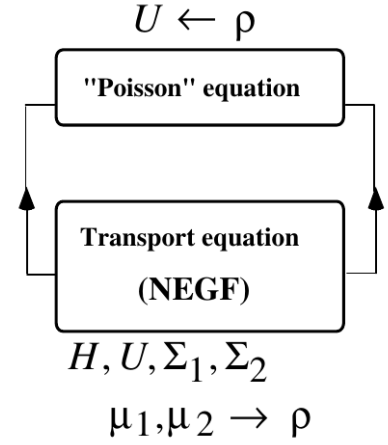 U ← ρ
"Poisson" equation
Transport equation
(NEGF)
H, U, Σ₁, Σ₂
μ₁,μ₂ → ρ